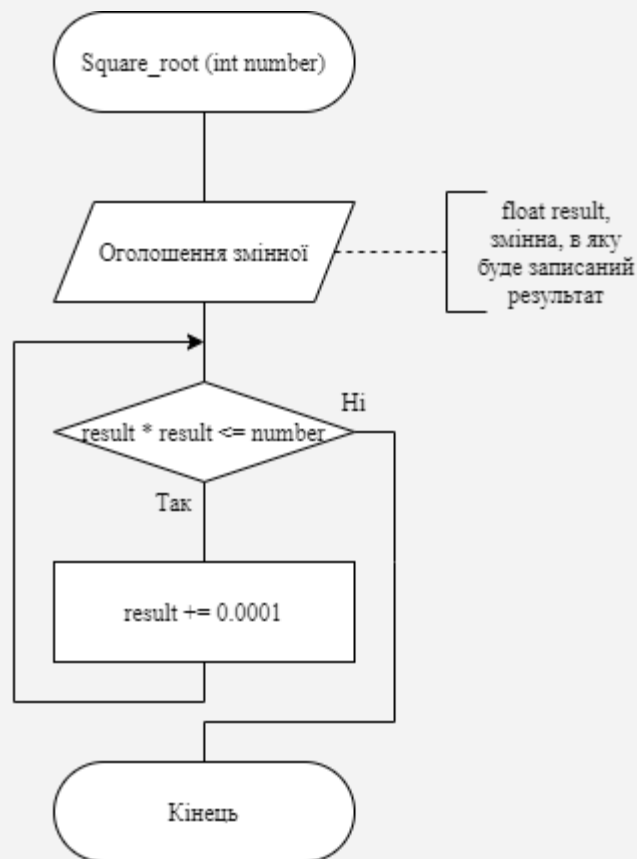 Square_root (int number)
Оголошення змінної
float result,
змінна, в яку
буде записаний
результат
Ні
result * result <= number
Так
result += 0.0001
Кінець